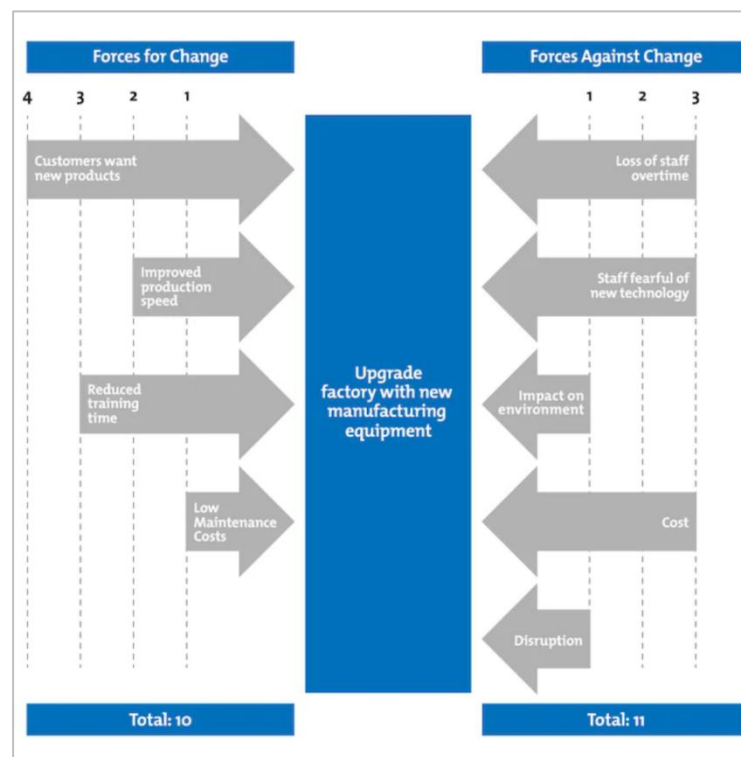 Forces for Change
4 3 2 1
Customers want
new products
Improved
production
speed
Reduced
training
time
Low
Maintenance
Costs
Total: 10
Upgrade
factory with new
manufacturing
equipment
Forces Against Change
1 2 3
Loss of staff
overtime
Staff fearful of
new technology
Impact on
environment
Cost
Disruption
Total: 11